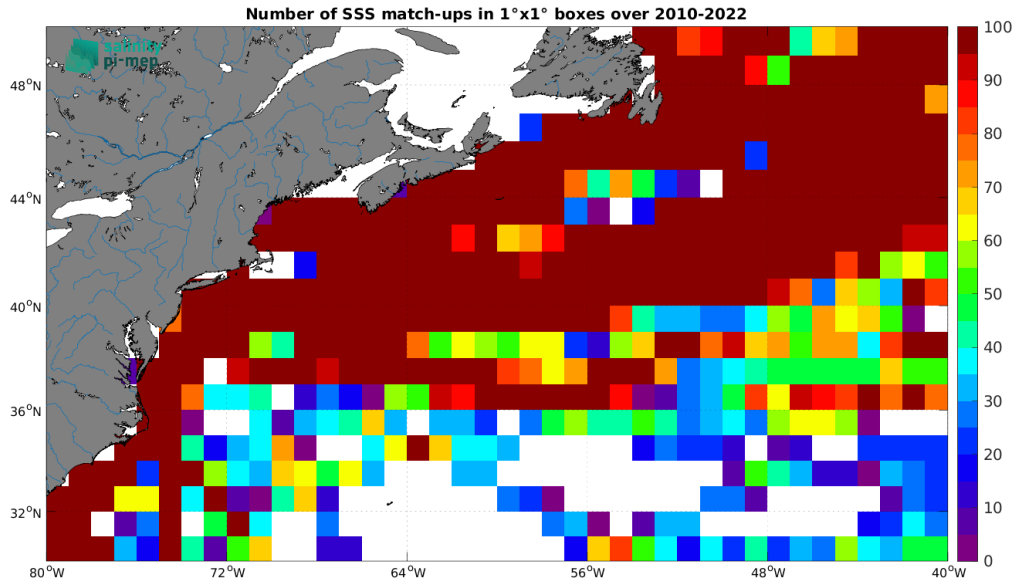 Number of SSS match-ups in 1°x1° boxes over 2010-2022
salinity
pi-mep
48°N
44°N
40°N
36°N
32°N
80°W 72°W 64°W 56°W 48°W 40°W
100
90
80
70
60
50
40
30
20
10
0